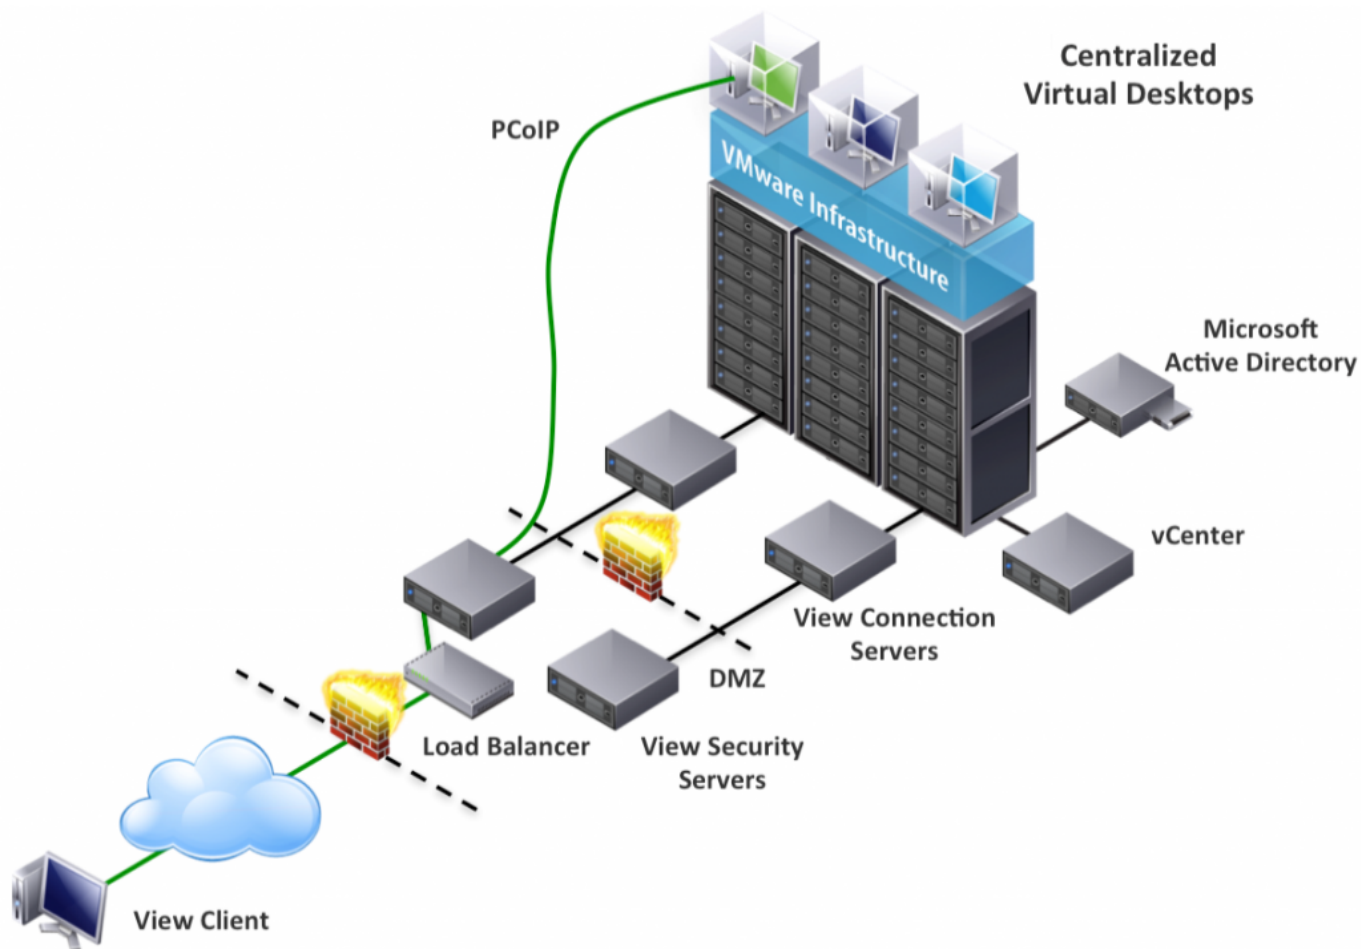 Centralized
Virtual Desktops
PCoIP
VMware Infrastructure
Microsoft
Active Directory
vCenter
View Connection
Servers
DMZ
Load Balancer
View Security
Servers
View Client